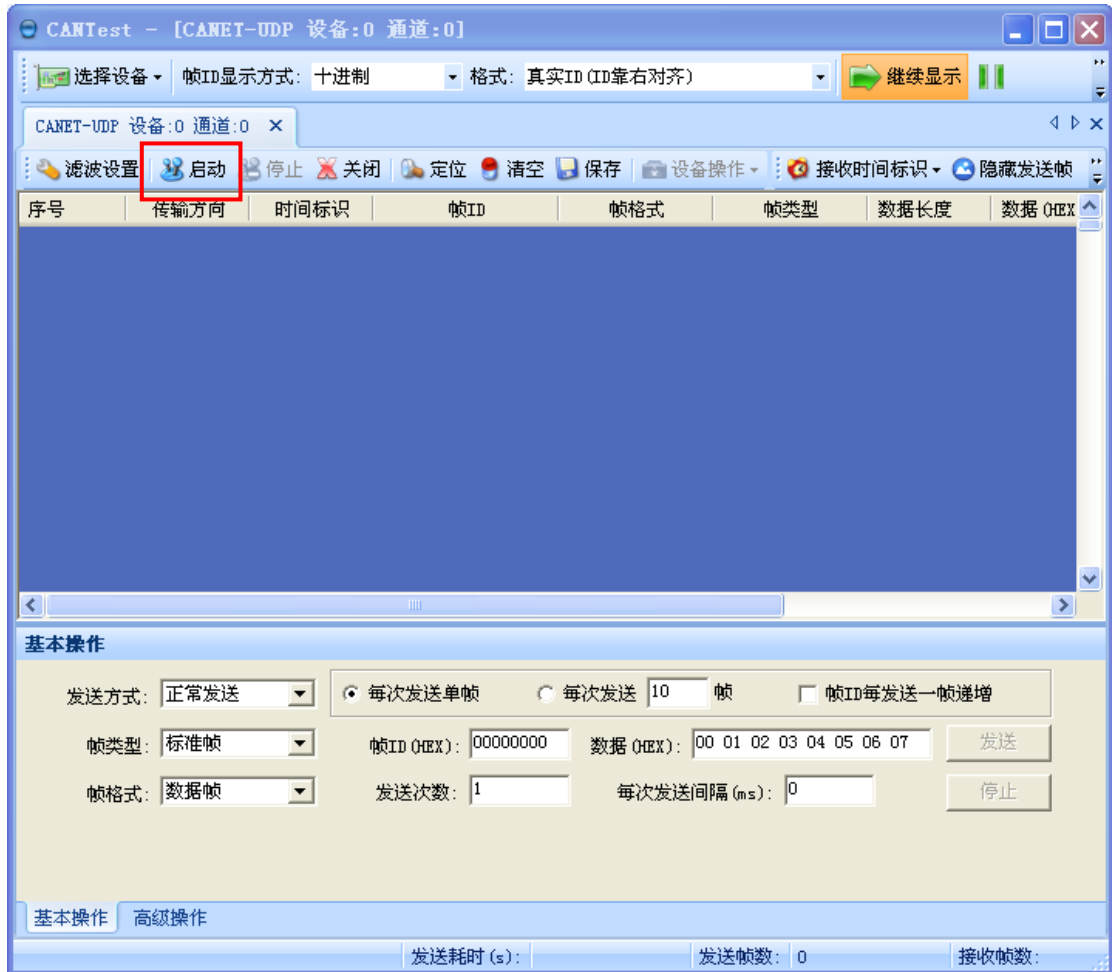 CANTest - [CANET-UDP 设备:0 通道:0]
选择设备 帧ID显示方式: 十进制 格式: 真实ID(ID靠右对齐) 继续显示
CANET-UDP 设备:0 通道:0
滤波设置 启动 停止 关闭 定位 清空 保存 设备操作 接收时间标识 隐藏发送帧
序号 传输方向 时间标识 帧ID 帧格式 帧类型 数据长度 数据(HEX
基本操作
发送方式: 正常发送 每次发送单帧 每次发送 10 帧 帧ID每发送一帧递增
帧类型: 标准帧 帧ID(HEX): 00000000 数据(HEX): 00 01 02 03 04 05 06 07 发送
帧格式: 数据帧 发送次数: 1 每次发送间隔(ms): 0 停止
基本操作 高级操作
发送耗时(s): 发送帧数: 0 接收帧数: